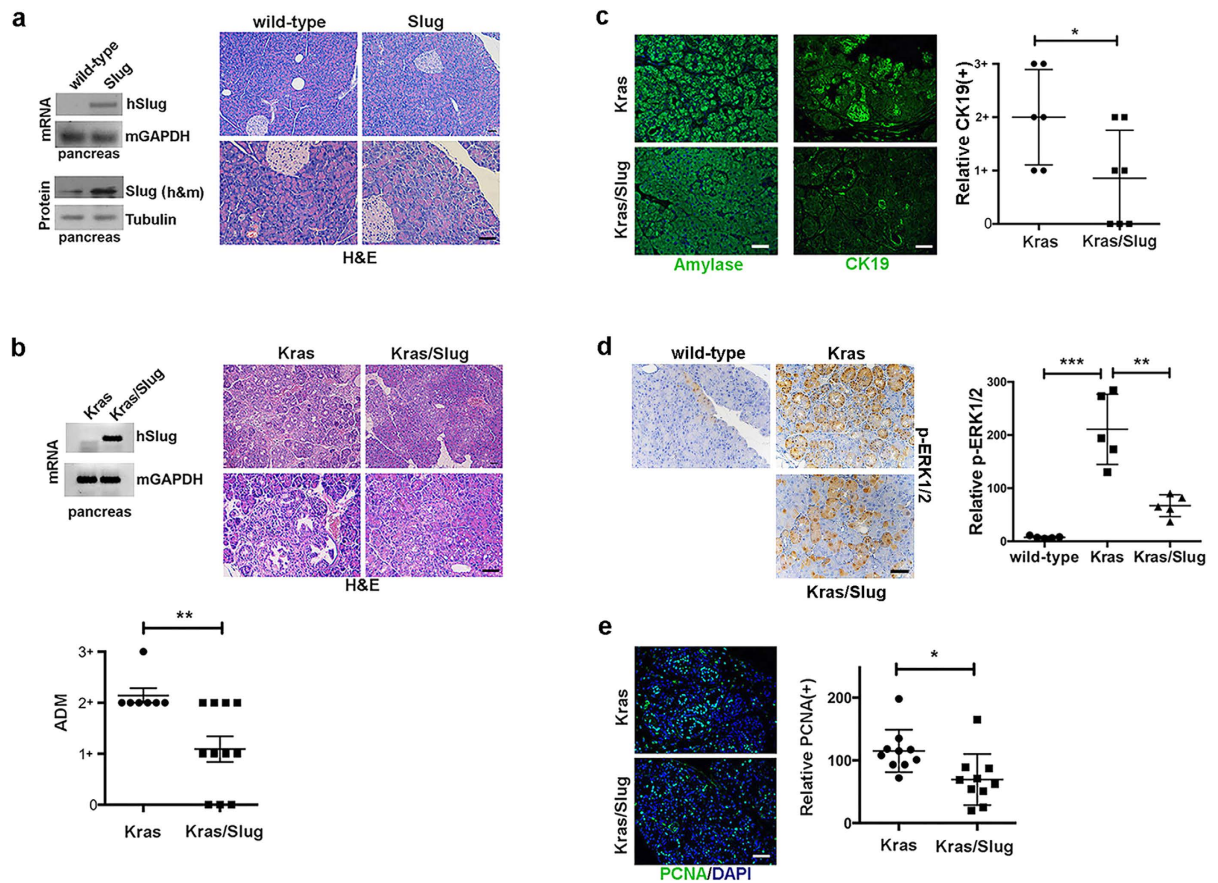 a
wild-type
Slug
mRNA
hSlug
mGAPDH
pancreas
Protein
Slug (h&m)
Tubulin
pancreas
wild-type
Slug
H&E
b
Kras
Kras/Slug
mRNA
hSlug
mGAPDH
pancreas
Kras
Kras/Slug
H&E
**
ADM
3+
2+
1+
0
Kras
Kras/Slug
c
Kras
Kras/Slug
Amylase
CK19
*
Relative CK19(+)
3+
2+
1+
0
Kras
Kras/Slug
d
wild-type
Kras
p-ERK1/2
Kras/Slug
***
**
Relative p-ERK1/2
300
200
100
0
wild-type
Kras
Kras/Slug
e
Kras
Kras/Slug
PCNA/DAPI
*
Relative PCNA(+)
200
100
0
Kras
Kras/Slug